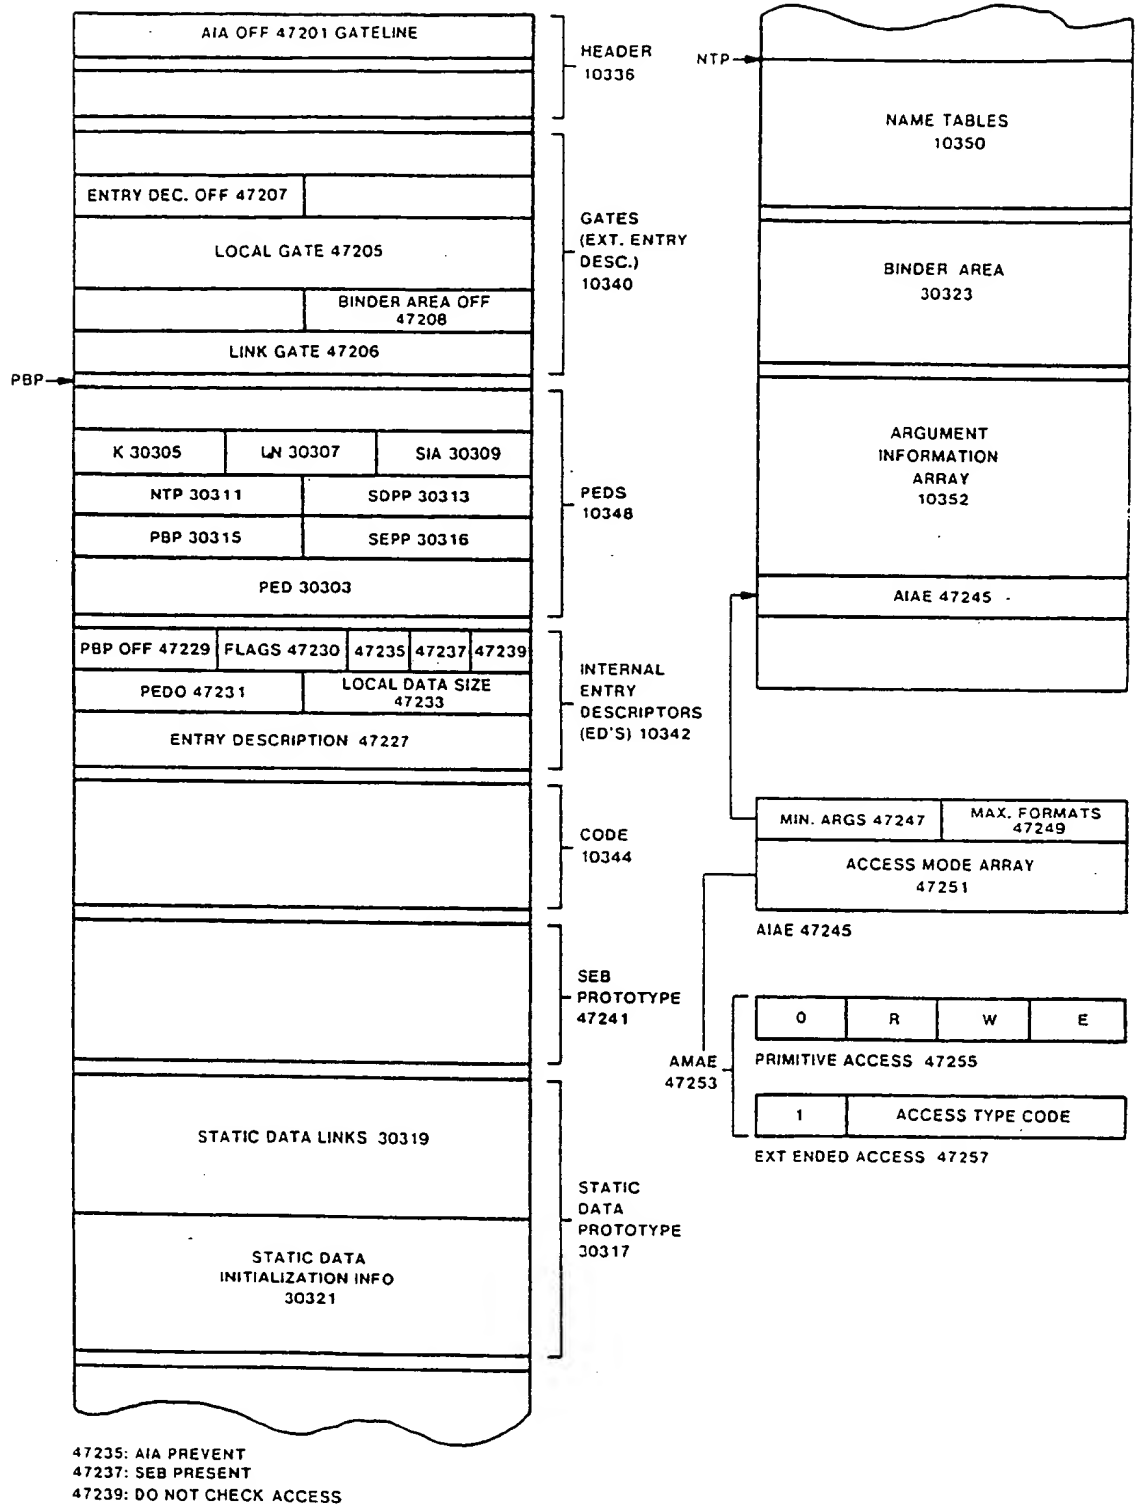 AIA OFF 47201 GATELINE
HEADER
10336
ENTRY DEC. OFF 47207
LOCAL GATE 47205
BINDER AREA OFF
47208
LINK GATE 47206
GATES
(EXT. ENTRY
DESC.)
10340
PBP
K 30305
LN 30307
SIA 30309
NTP 30311
SDPP 30313
PBP 30315
SEPP 30316
PED 30303
PEDS
10348
PBP OFF 47229
FLAGS 47230
47235
47237
47239
PEDO 47231
LOCAL DATA SIZE
47233
ENTRY DESCRIPTION 47227
INTERNAL
ENTRY
DESCRIPTORS
(ED'S) 10342
CODE
10344
SEB
PROTOTYPE
47241
STATIC DATA LINKS 30319
STATIC DATA
INITIALIZATION INFO
30321
STATIC
DATA
PROTOTYPE
30317
47235: AIA PREVENT
47237: SEB PRESENT
47239: DO NOT CHECK ACCESS
NTP
NAME TABLES
10350
BINDER AREA
30323
ARGUMENT
INFORMATION
ARRAY
10352
AIAE 47245
MIN. ARGS 47247
MAX. FORMATS
47249
ACCESS MODE ARRAY
47251
AIAE 47245
AMAE
47253
0
R
W
E
PRIMITIVE ACCESS 47255
1
ACCESS TYPE CODE
EXT ENDED ACCESS 47257